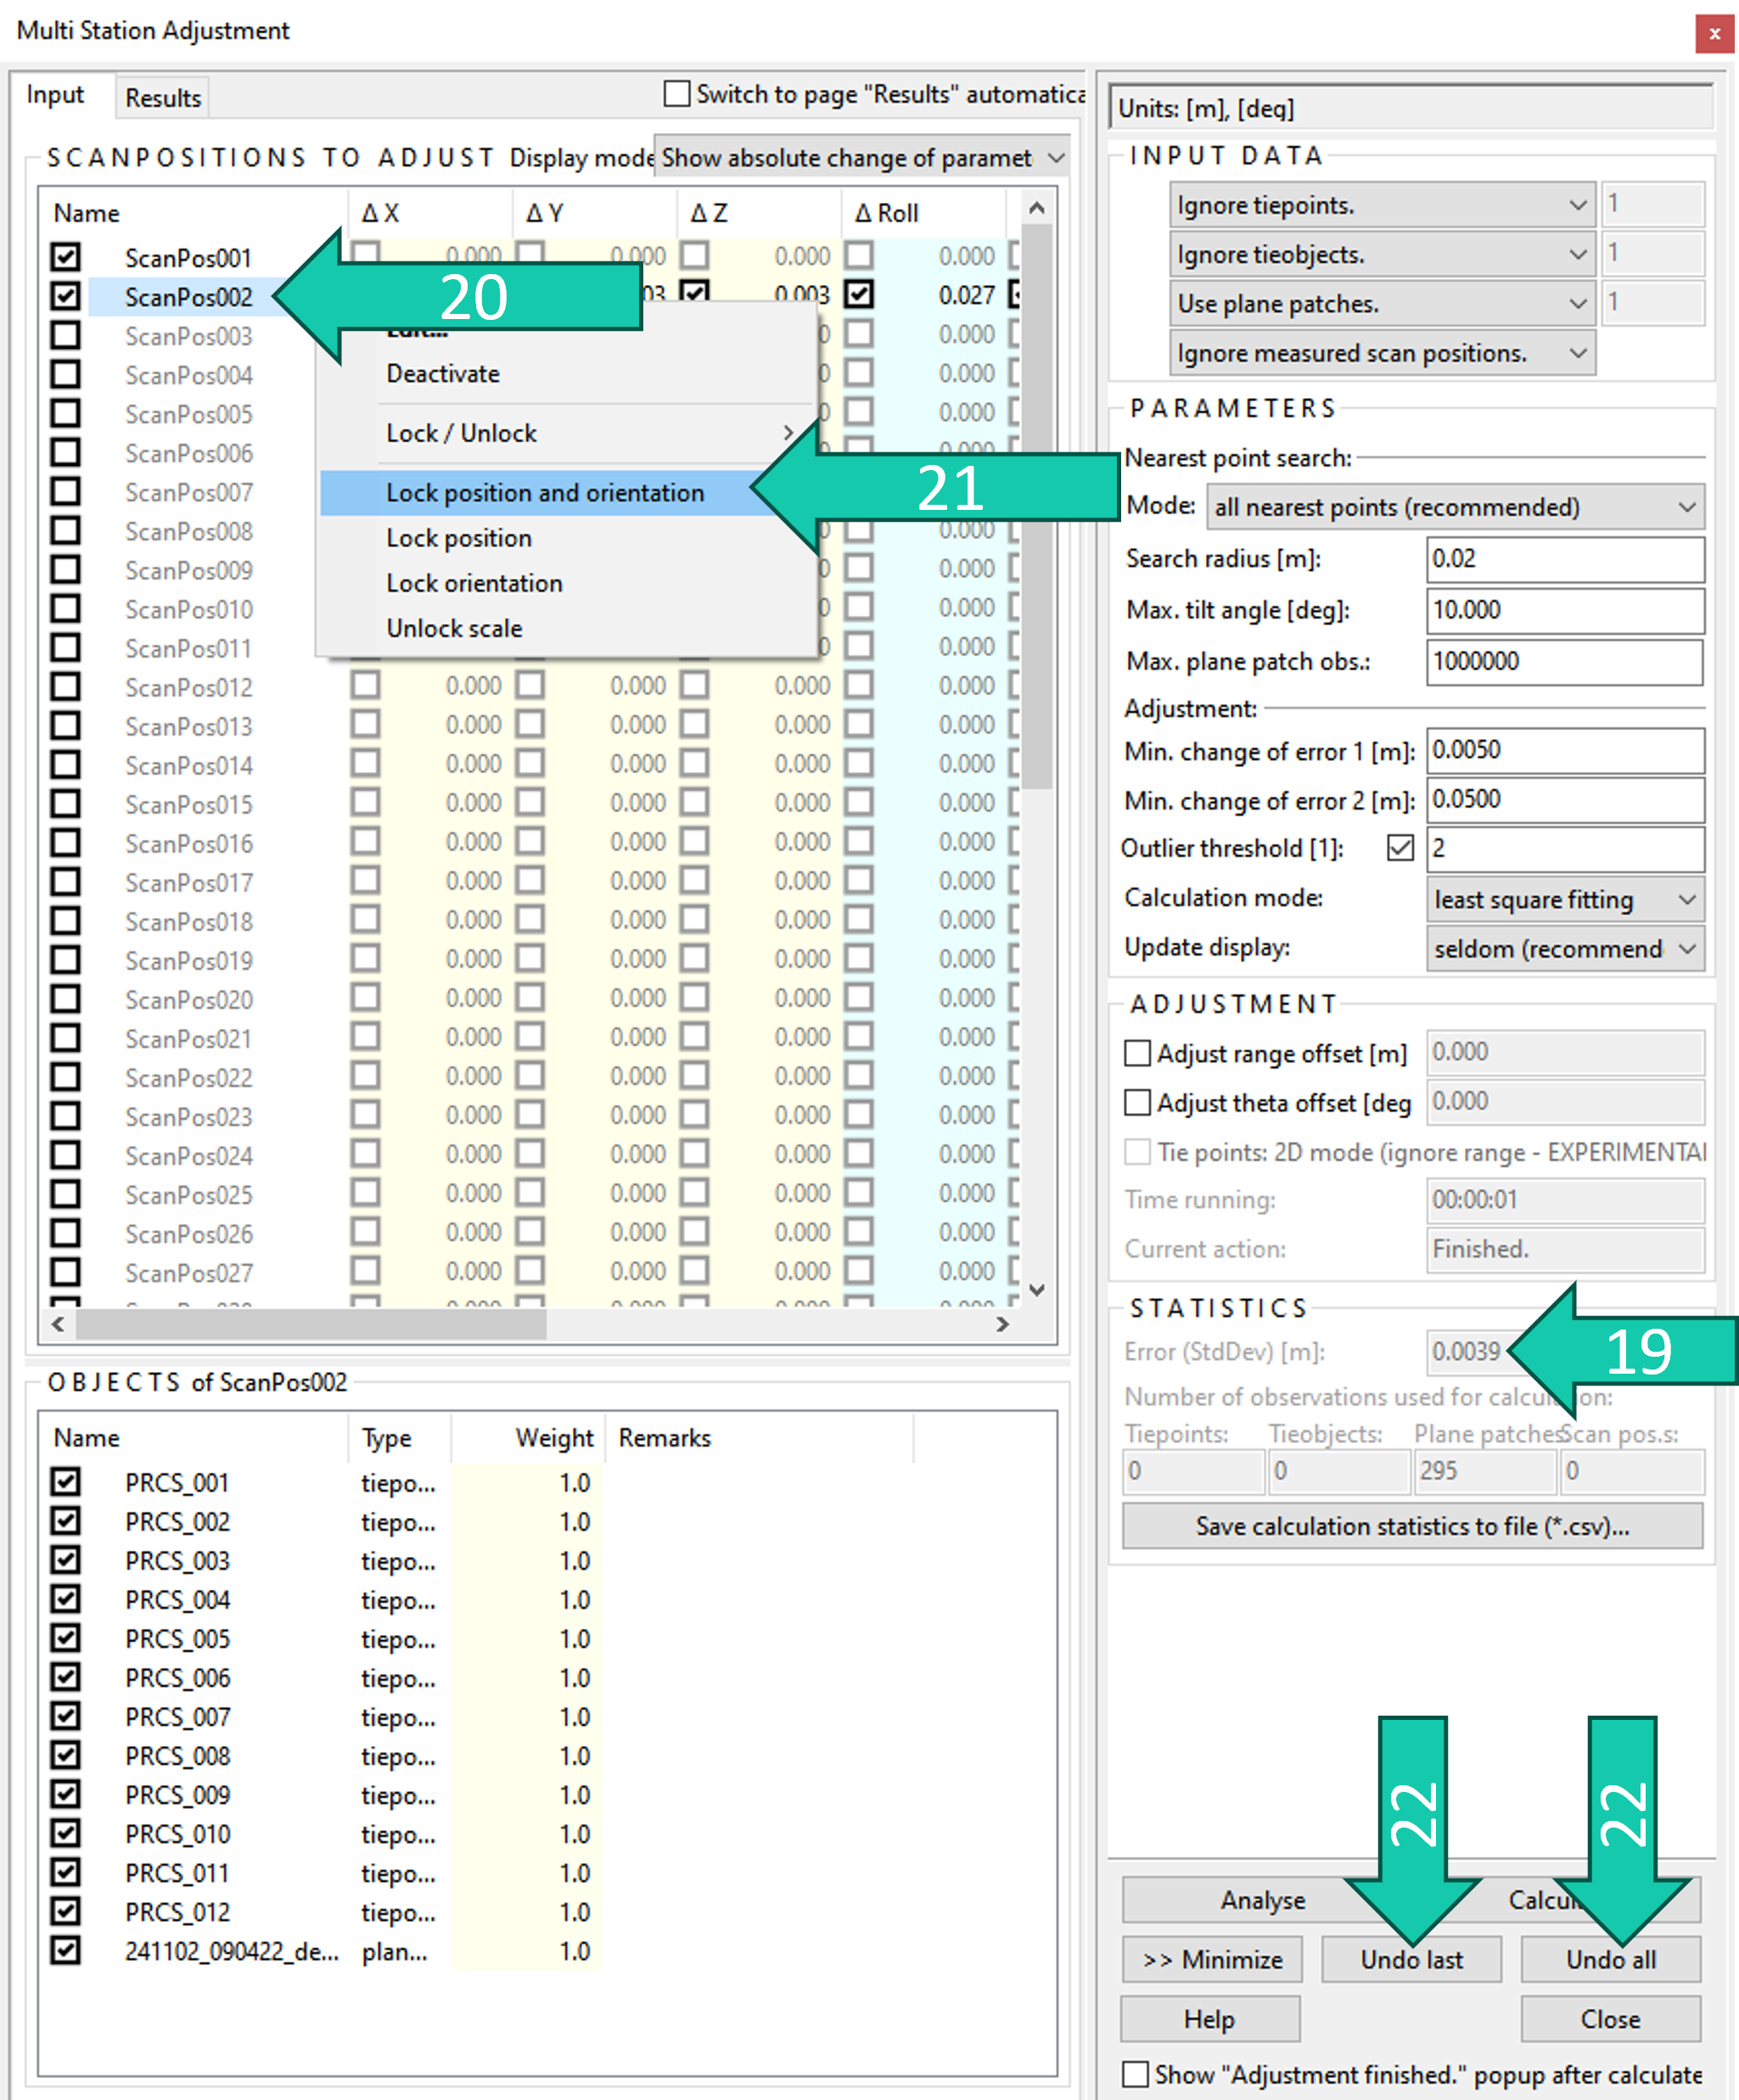 Multi Station Adjustment
x
Input
Results
Switch to page "Results" automatica
SCANPOSITIONS TO ADJUST Display mode Show absolute change of paramet
Name Δ X Δ Y Δ Z Δ Roll
ScanPos001 0.000 0.000 0.000 0.000
ScanPos002 03 0.003 0.027
20
ScanPos003 0 0.000
ScanPos004 0 0.000
ScanPos005 0 0.000
ScanPos006 0.000
ScanPos007
ScanPos008 0.000
ScanPos009 0 0.000
ScanPos010 0 0.000
ScanPos011 0 0.000
Edit...
Deactivate
Lock / Unlock
Lock position and orientation
21
Lock position
Lock orientation
Unlock scale
ScanPos012 0.000 0.000 0.000 0.000
ScanPos013 0.000 0.000 0.000 0.000
ScanPos014 0.000 0.000 0.000 0.000
ScanPos015 0.000 0.000 0.000 0.000
ScanPos016 0.000 0.000 0.000 0.000
ScanPos017 0.000 0.000 0.000 0.000
ScanPos018 0.000 0.000 0.000 0.000
ScanPos019 0.000 0.000 0.000 0.000
ScanPos020 0.000 0.000 0.000 0.000
ScanPos021 0.000 0.000 0.000 0.000
ScanPos022 0.000 0.000 0.000 0.000
ScanPos023 0.000 0.000 0.000 0.000
ScanPos024 0.000 0.000 0.000 0.000
ScanPos025 0.000 0.000 0.000 0.000
ScanPos026 0.000 0.000 0.000 0.000
ScanPos027 0.000 0.000 0.000 0.000
OBJECTS of ScanPos002
Name Type Weight Remarks
PRCS_001 tiepo... 1.0
PRCS_002 tiepo... 1.0
PRCS_003 tiepo... 1.0
PRCS_004 tiepo... 1.0
PRCS_005 tiepo... 1.0
PRCS_006 tiepo... 1.0
PRCS_007 tiepo... 1.0
PRCS_008 tiepo... 1.0
PRCS_009 tiepo... 1.0
PRCS_010 tiepo... 1.0
PRCS_011 tiepo... 1.0
PRCS_012 tiepo... 1.0
241102_090422_de... plan... 1.0
Units: [m], [deg]
INPUT DATA
Ignore tiepoints. 1
Ignore tieobjects. 1
Use plane patches. 1
Ignore measured scan positions.
PARAMETERS
Nearest point search:
Mode: all nearest points (recommended)
Search radius [m]: 0.02
Max. tilt angle [deg]: 10.000
Max. plane patch obs.: 1000000
Adjustment:
Min. change of error 1 [m]: 0.0050
Min. change of error 2 [m]: 0.0500
Outlier threshold [1]: 2
Calculation mode: least square fitting
Update display: seldom (recommend
ADJUSTMENT
Adjust range offset [m] 0.000
Adjust theta offset [deg 0.000
Tie points: 2D mode (ignore range - EXPERIMENTAL
Time running: 00:00:01
Current action: Finished.
STATISTICS
Error (StdDev) [m]: 0.0039
19
Number of observations used for calculation:
Tiepoints: Tieobjects: Plane patches Scan pos.s:
0 0 295 0
Save calculation statistics to file (*.csv)...
22 22
Analyse Calcul
>> Minimize Undo last Undo all
Help Close
Show "Adjustment finished." popup after calculate